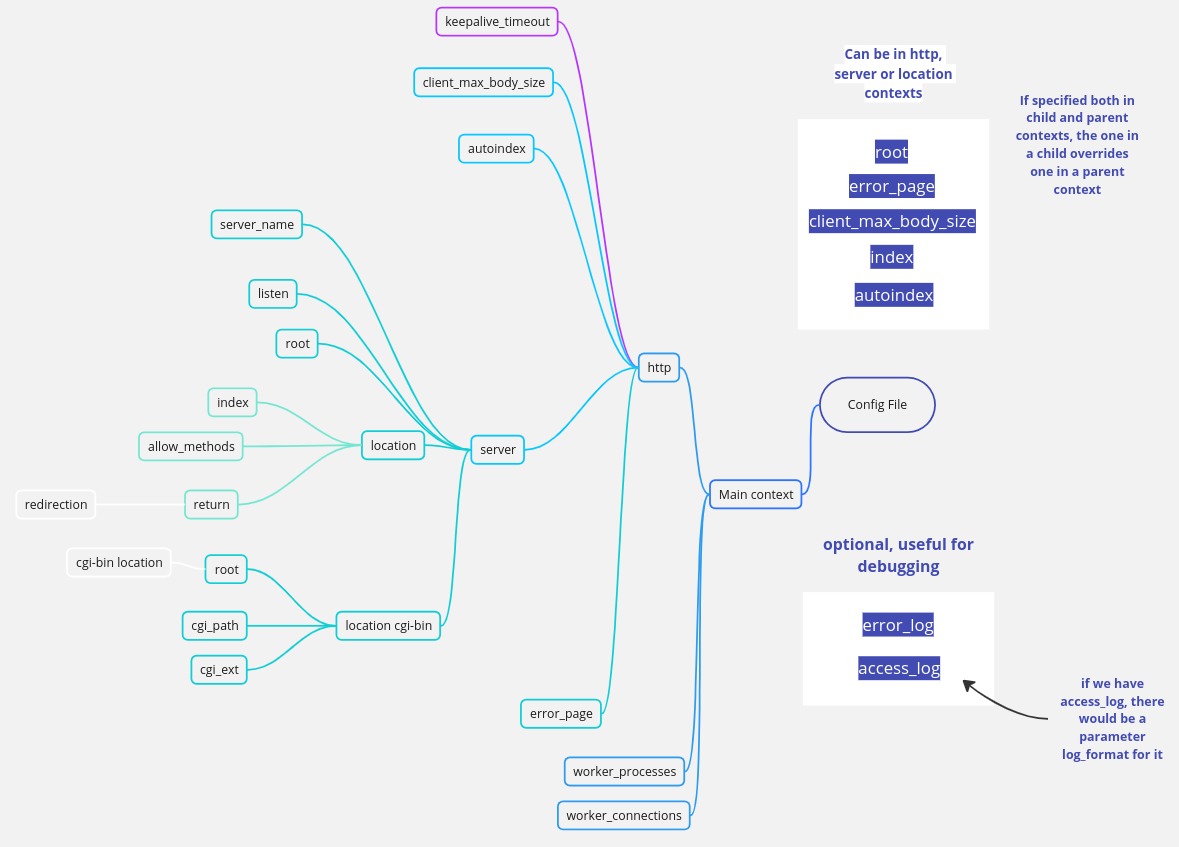 keepalive_timeout
client_max_body_size
autoindex
server_name
listen
root
index
allow_methods
location
server
redirection
return
cgi-bin location
root
cgi_path
location cgi-bin
cgi_ext
error_page
worker_processes
worker_connections
http
Main context
Config File
Can be in http,
server or location
contexts
root
error_page
client_max_body_size
index
autoindex
If specified both in
child and parent
contexts, the one in
a child overrides
one in a parent
context
optional, useful for
debugging
error_log
access_log
if we have
access_log, there
would be a
parameter
log_format for it